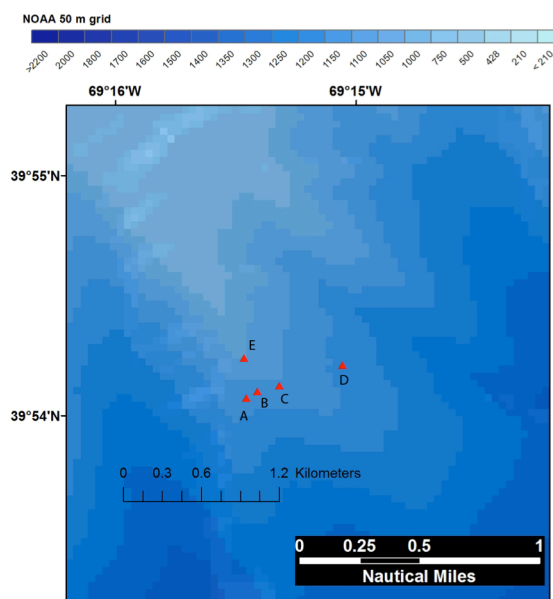 NOAA 50 m grid
>2200 2000 1700 1600 1500 1400 1350 1300 1250 1200 1150 1100 1050 1000 750 500 428 210 < 210
69°16'W 69°15'W
39°55'N
E
D
C
B
39°54'N
A
0 0.3 0.6 1.2 Kilometers
0 0.25 0.5 1
Nautical Miles